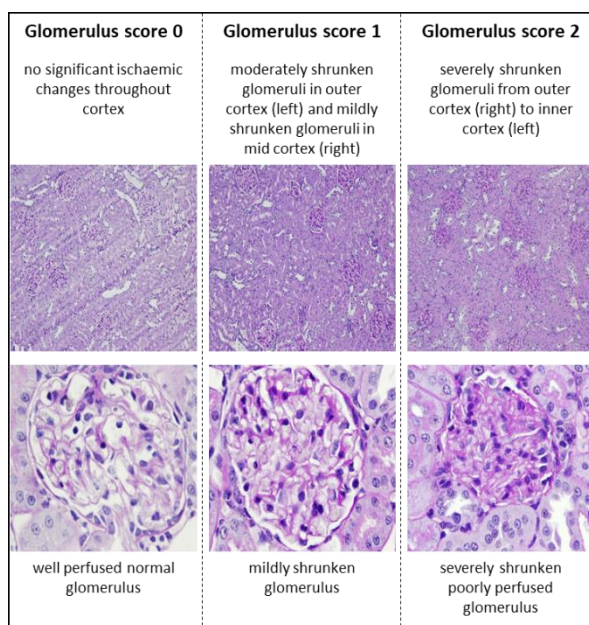 Glomerulus score 0
no significant ischaemic
changes throughout
cortex
well perfused normal
glomerulus
Glomerulus score 1
moderately shrunken
glomeruli in outer
cortex (left) and mildly
shrunken glomeruli in
mid cortex (right)
mildly shrunken
glomerulus
Glomerulus score 2
severely shrunken
glomeruli from outer
cortex (right) to inner
cortex (left)
severely shrunken
poorly perfused
glomerulus